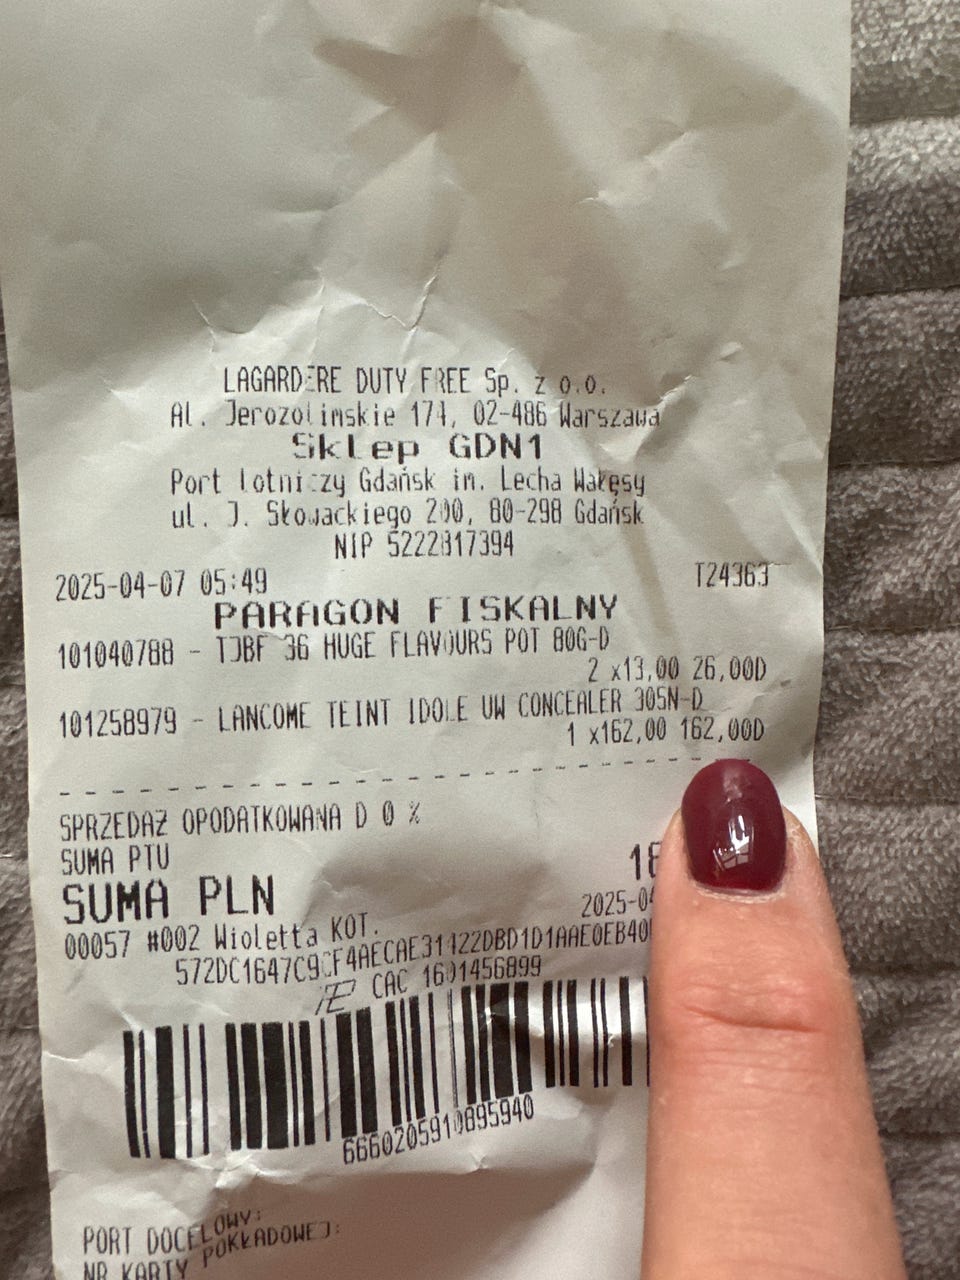 LAGARDERE DUTY FREE Sp. z o.o.
Al. Jerozolimskie 174, 02-486 Warszawa
Sklep GDN1
Port Lotniczy Gdańsk im. Lecha Wałęsy
ul. J. Słowackiego 200, 80-298 Gdańsk
NIP 5222817394
2025-04-07 05:49 T24363
PARAGON FISKALNY
101040788 - TJBF 36 HUGE FLAVOURS POT 80G-D
2 x13,00 26,00D
101258979 - LANCOME TEINT IDOLE UW CONCEALER 305N-D
1 x162,00 162,00D
SPRZEDAŻ OPODATKOWANA D 0 %
SUMA PTU
SUMA PLN 18
2025-04
00057 #002 Wioletta KOT.
CAC 1601456899
6660205910895940
PORT DOCELOWY:
NR KARTY POKŁADOWEJ: